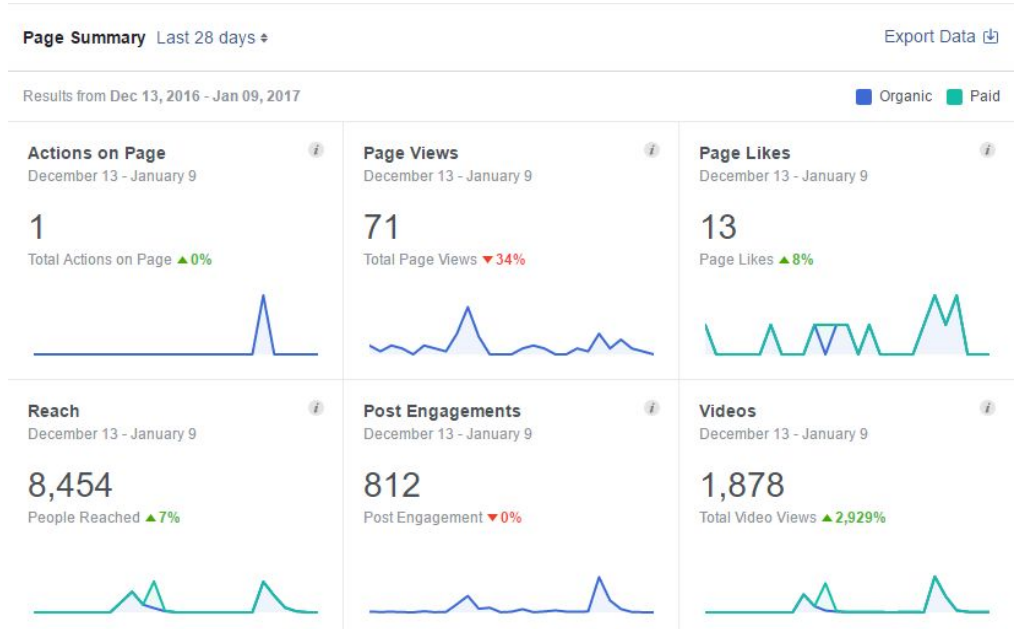 Page Summary Last 28 days
Export Data
Results from Dec 13, 2016 - Jan 09, 2017
Organic Paid
Actions on Page
December 13 - January 9
1
Total Actions on Page ▲0%
Page Views
December 13 - January 9
71
Total Page Views ▼34%
Page Likes
December 13 - January 9
13
Page Likes ▲8%
Reach
December 13 - January 9
8,454
People Reached ▲7%
Post Engagements
December 13 - January 9
812
Post Engagement ▼0%
Videos
December 13 - January 9
1,878
Total Video Views ▲2,929%